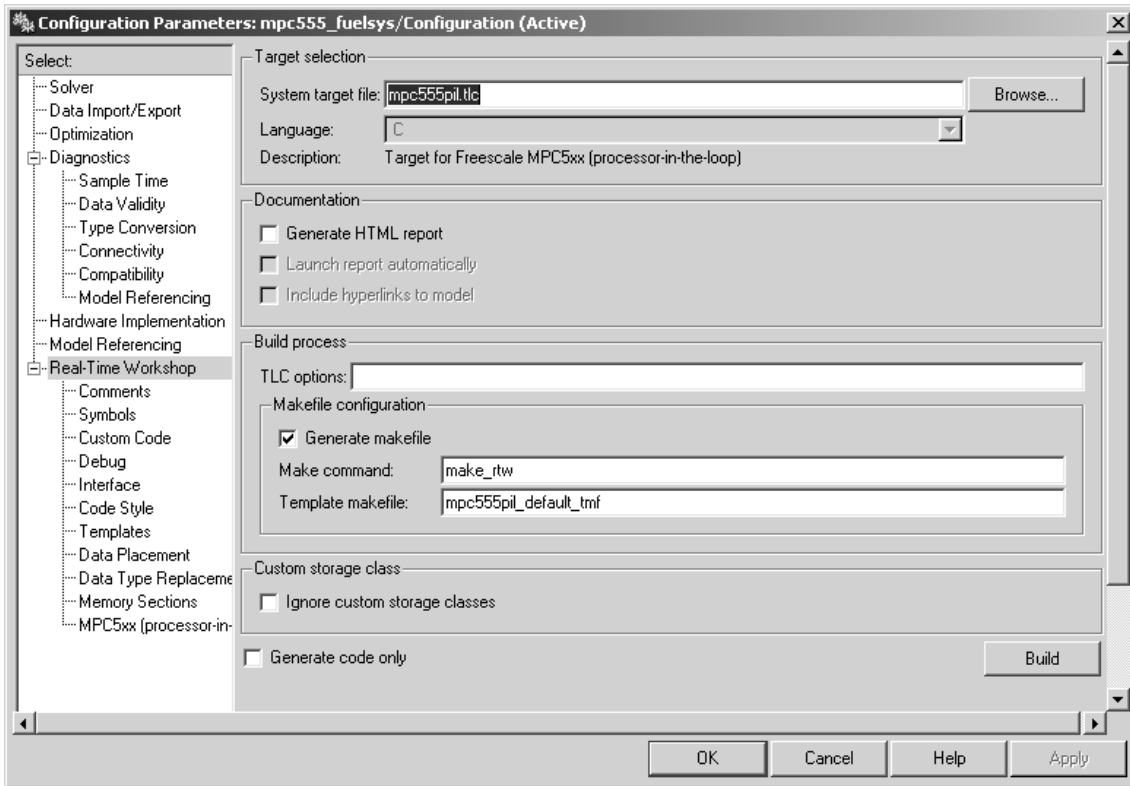 Configuration Parameters: mpc555_fuelsys/Configuration (Active)
Select:
Solver
Data Import/Export
Optimization
Diagnostics
Sample Time
Data Validity
Type Conversion
Connectivity
Compatibility
Model Referencing
Hardware Implementation
Model Referencing
Real-Time Workshop
Comments
Symbols
Custom Code
Debug
Interface
Code Style
Templates
Data Placement
Data Type Replaceme
Memory Sections
MPC5xx (processor-in-
Target selection
System target file: mpc555pil.tlc Browse...
Language: C
Description: Target for Freescale MPC5xx (processor-in-the-loop)
Documentation
Generate HTML report
Launch report automatically
Include hyperlinks to model
Build process
TLC options:
Makefile configuration
Generate makefile
Make command: make_rtw
Template makefile: mpc555pil_default_tmf
Custom storage class
Ignore custom storage classes
Generate code only Build
OK Cancel Help Apply